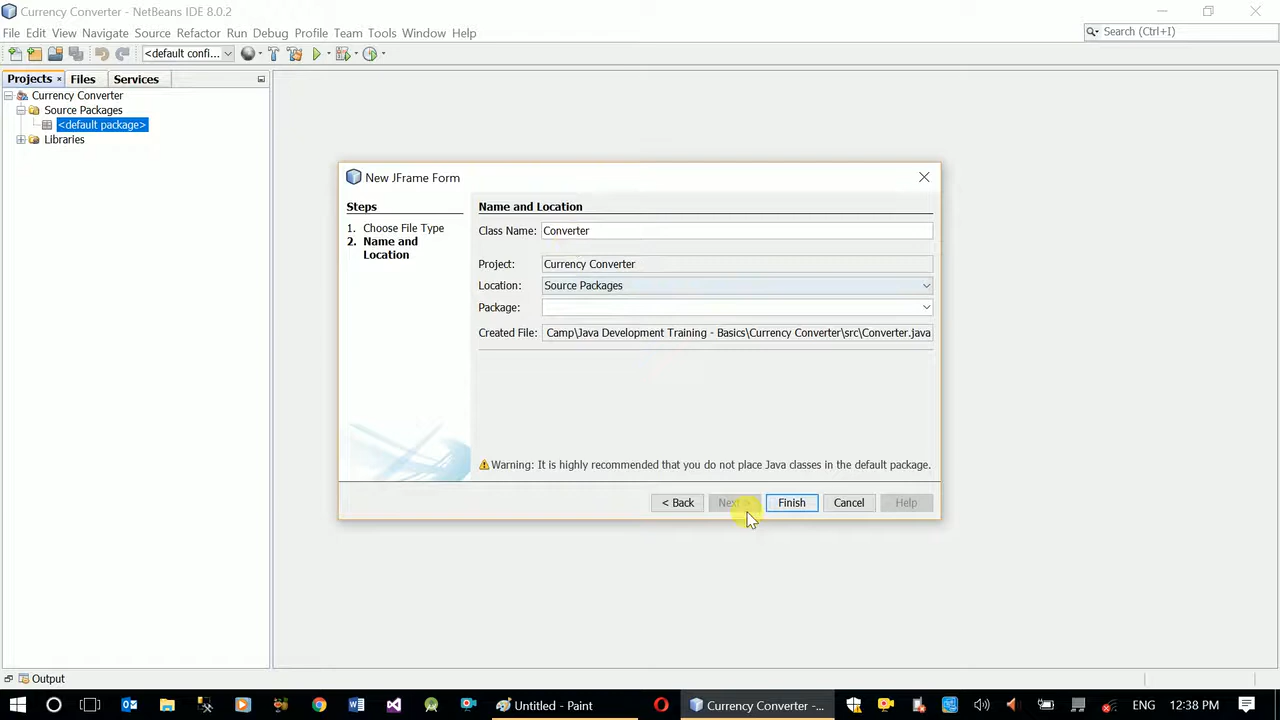 Currency Converter - NetBeans IDE 8.0.2
File Edit View Navigate Source Refactor Run Debug Profile Team Tools Window Help
Search (Ctrl+I)
<default confi...
Projects Files Services
Currency Converter
Source Packages
<default package>
Libraries
New JFrame Form
Steps
1. Choose File Type
2. Name and
Location
Name and Location
Class Name: Converter
Project: Currency Converter
Location: Source Packages
Package:
Created File: Camp\Java Development Training - Basics\Currency Converter\src\Converter.java
Warning: It is highly recommended that you do not place Java classes in the default package.
< Back Next > Finish Cancel Help
Output
Untitled - Paint
Currency Converter -...
ENG 12:38 PM